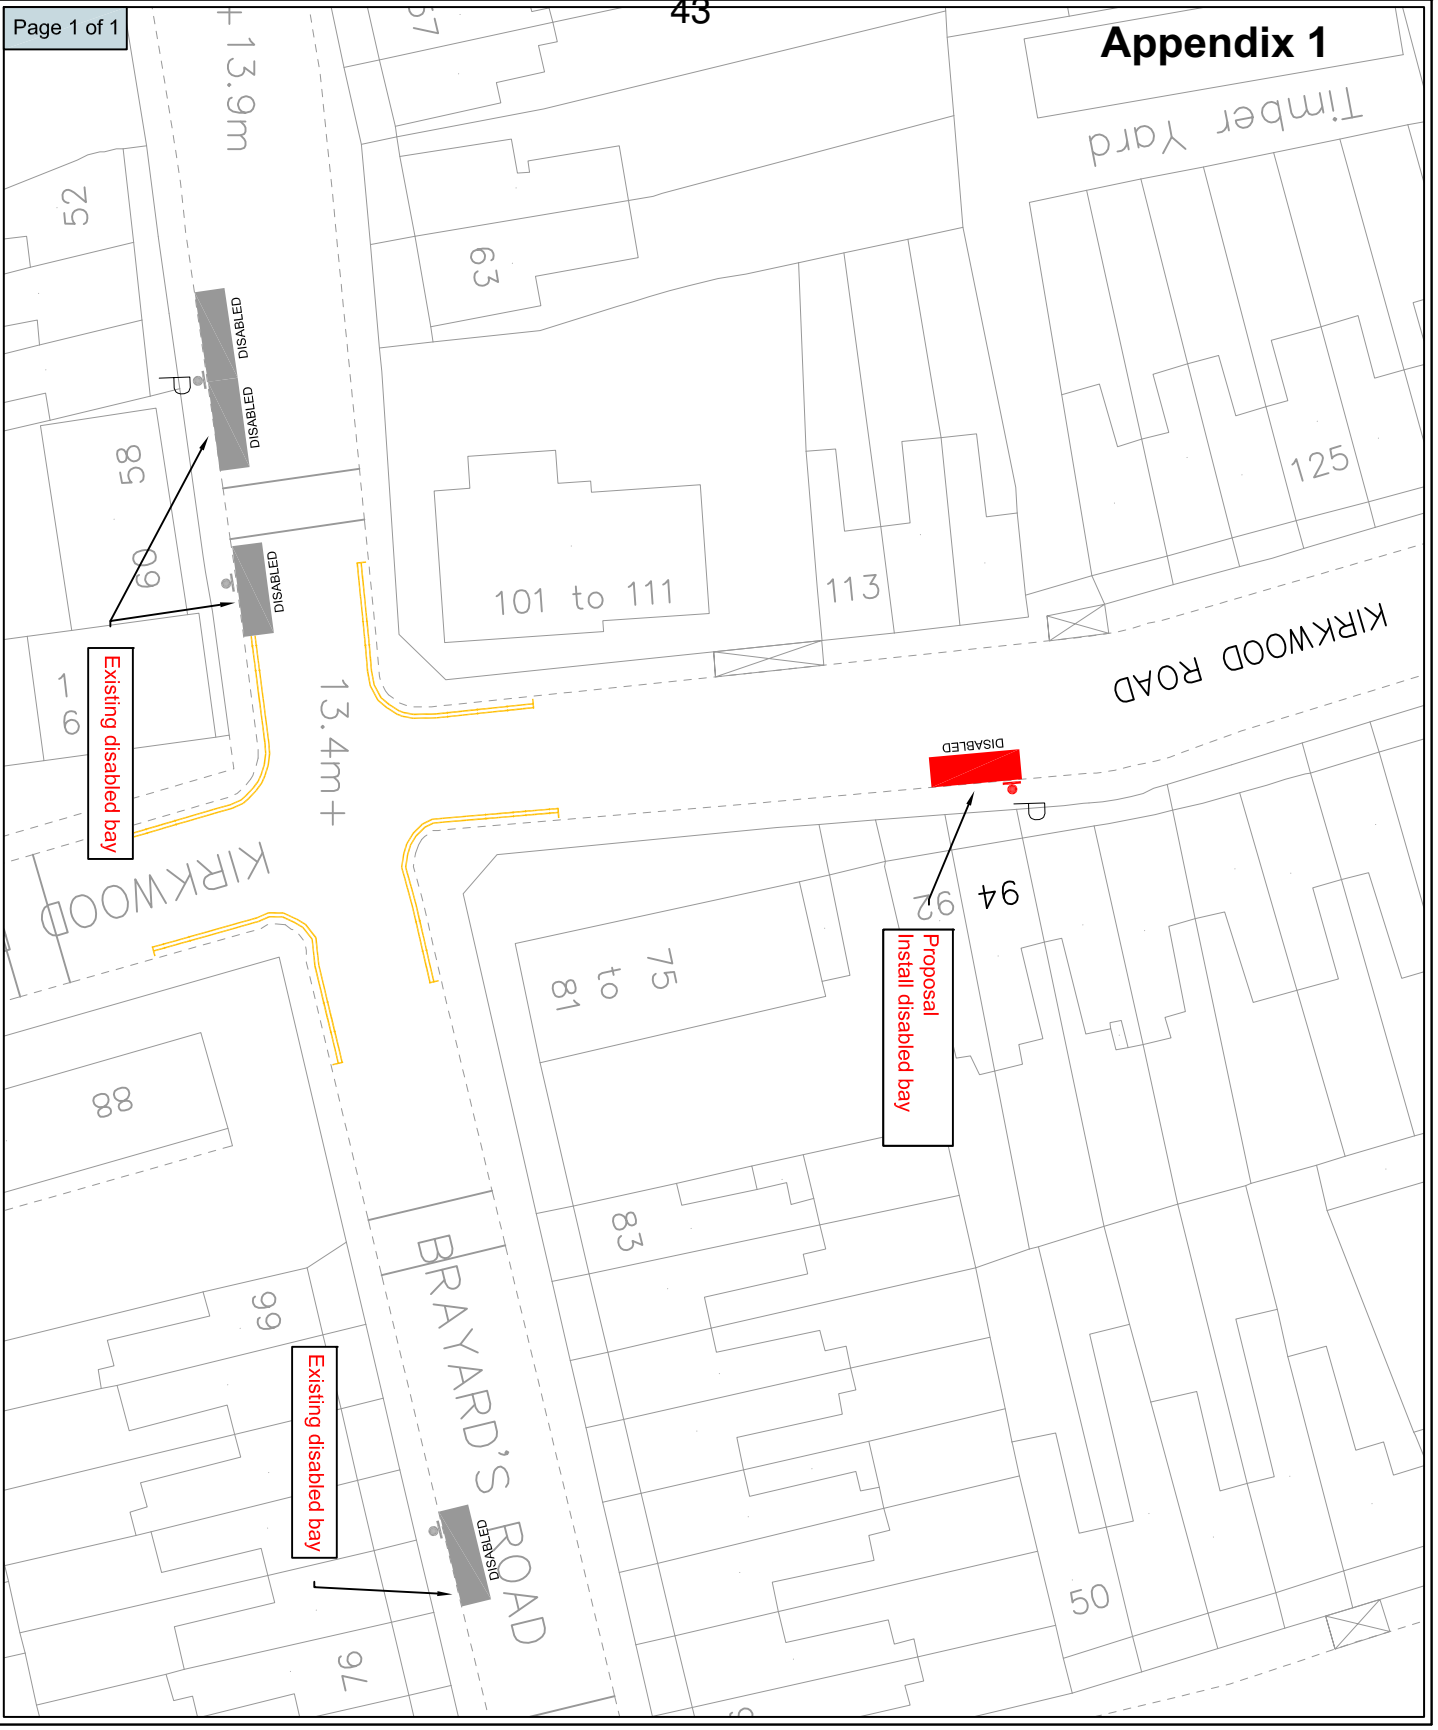 Page 1 of 1
43
Appendix 1
Timber Yard
+ 13.9m
57
52
63
DISABLED
DISABLED
P
58
60
125
DISABLED
101 to 111
113
KIRKWOOD ROAD
1
6
Existing disabled bay
13.4m+
DISABLED
P
KIRKWOOD
92
94
75
to
81
Proposal
Install disabled bay
88
83
99
BRAYARD'S ROAD
Existing disabled bay
DISABLED
50